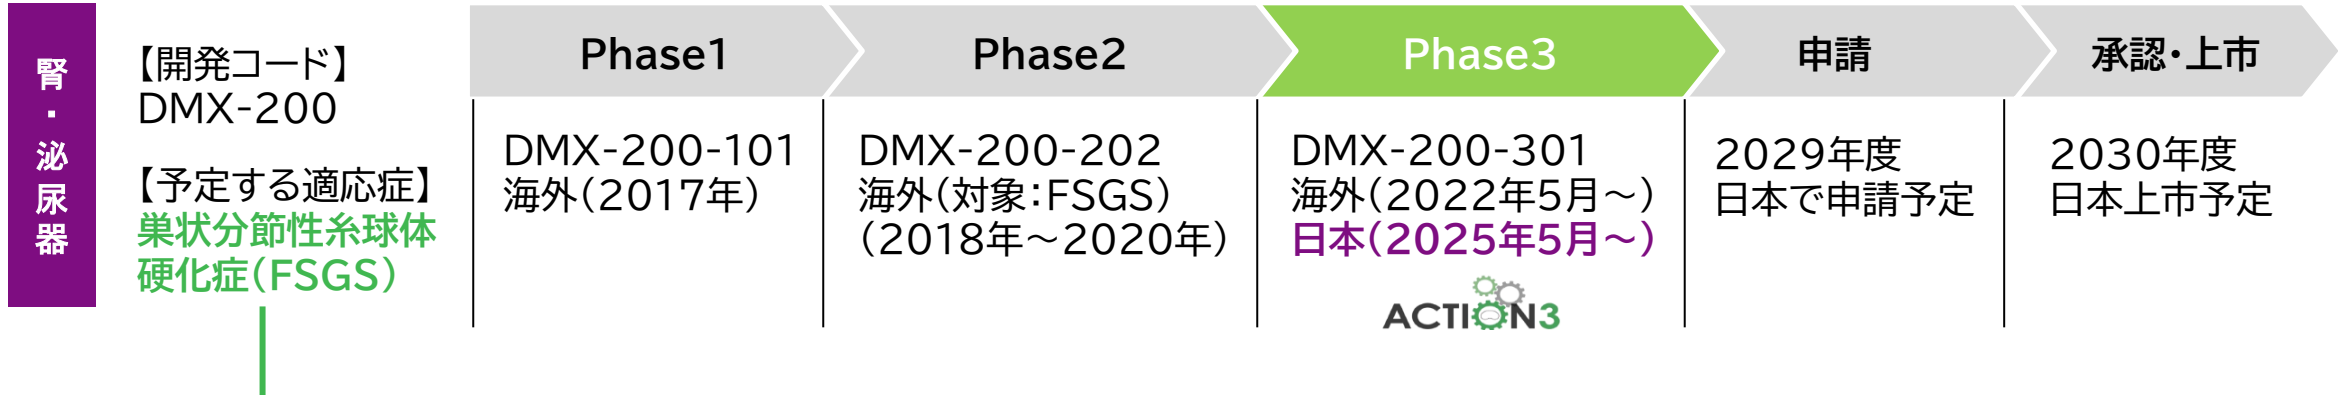 腎・泌尿器
【開発コード】
DMX-200
【予定する適応症】
巣状分節性糸球体
硬化症(FSGS)
Phase1
DMX-200-101
海外(2017年)
Phase2
DMX-200-202
海外(対象:FSGS)
(2018年～2020年)
Phase3
DMX-200-301
海外(2022年5月～)
日本(2025年5月～)
ACTION3
申請
2029年度
日本で申請予定
承認・上市
2030年度
日本上市予定